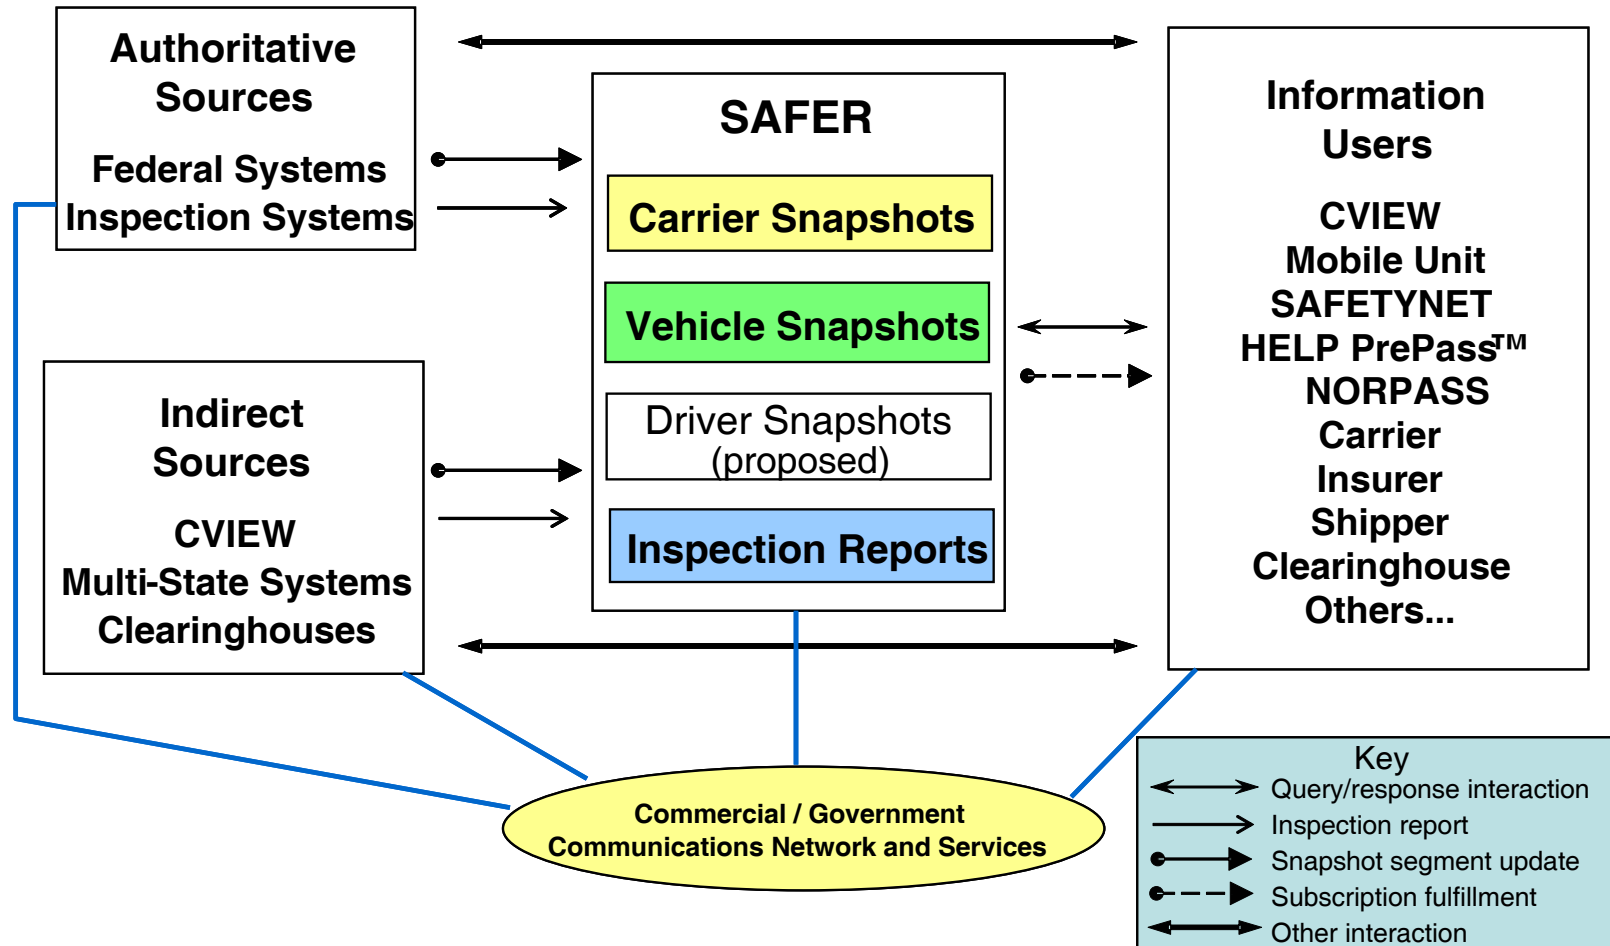 Authoritative
Sources
Federal Systems
Inspection Systems
Indirect
Sources
CVIEW
Multi-State Systems
Clearinghouses
SAFER
Carrier Snapshots
Vehicle Snapshots
Driver Snapshots
(proposed)
Inspection Reports
Information
Users
CVIEW
Mobile Unit
SAFETYNET
HELP PrePass™
NORPASS
Carrier
Insurer
Shipper
Clearinghouse
Others...
Commercial / Government
Communications Network and Services
Key
Query/response interaction
Inspection report
Snapshot segment update
Subscription fulfillment
Other interaction